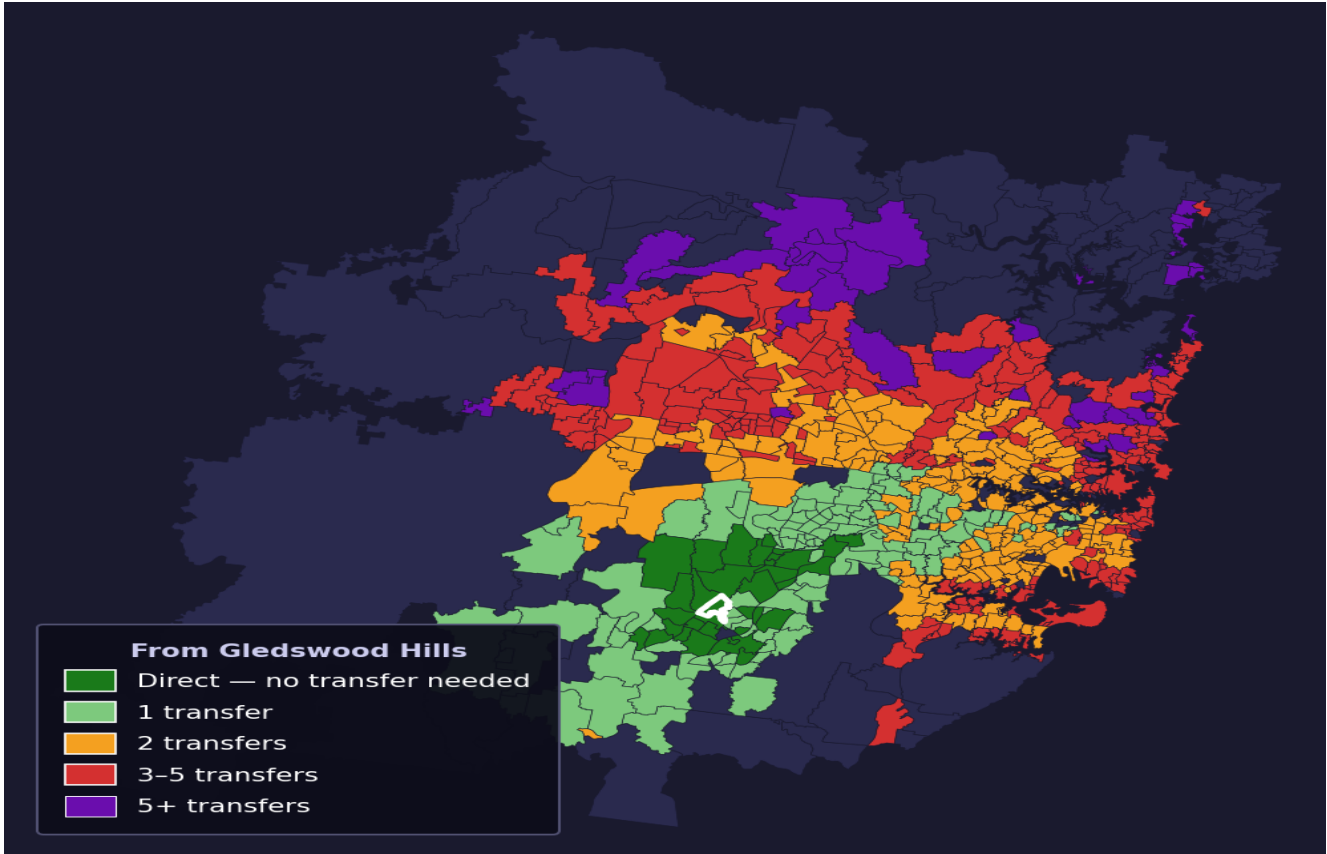 From Gledswood Hills
Direct — no transfer needed
1 transfer
2 transfers
3–5 transfers
5+ transfers